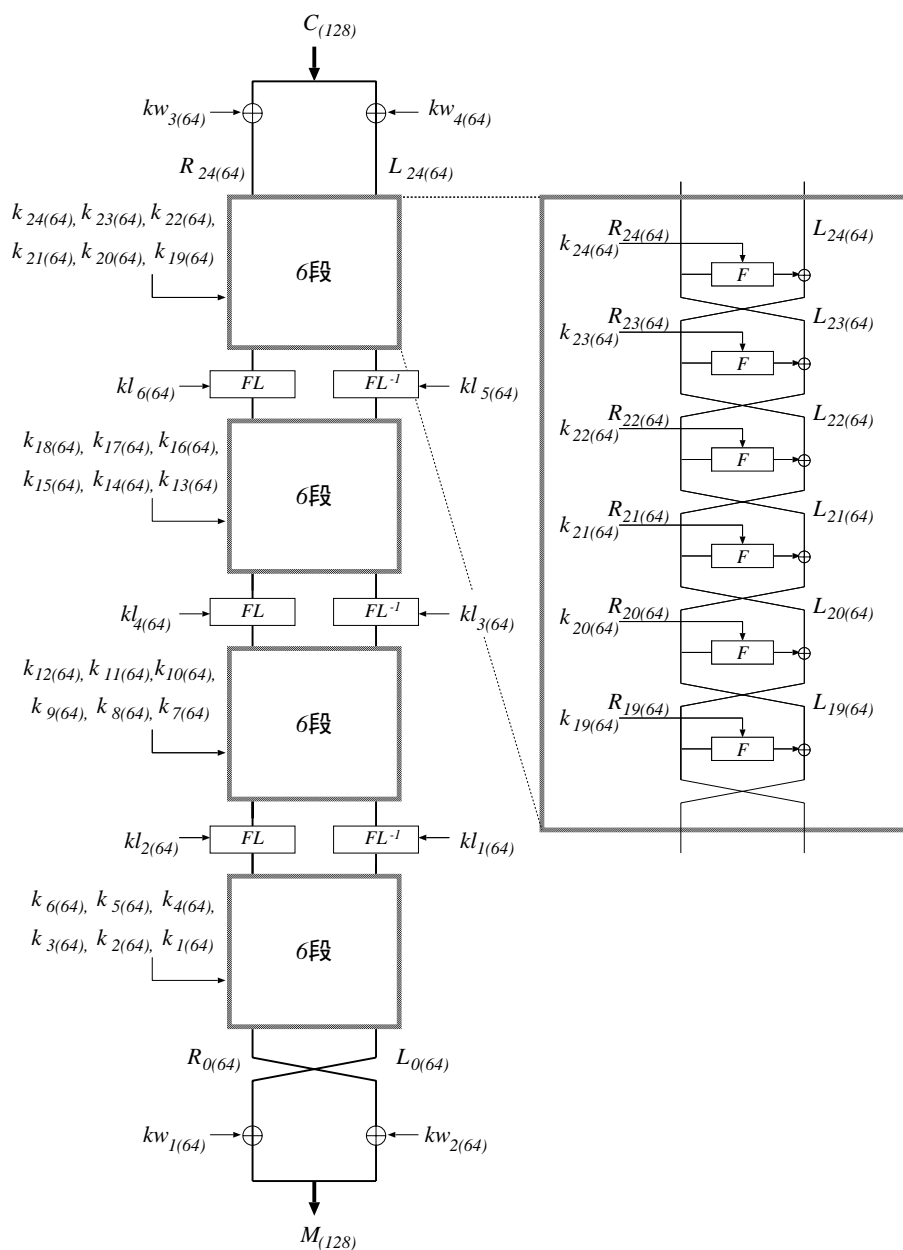 C(128)
kw3(64)
kw4(64)
R24(64)
L24(64)
k24(64), k23(64), k22(64),
k21(64), k20(64), k19(64)
6段
kl6(64)
FL
FL-1
kl5(64)
k18(64), k17(64), k16(64),
k15(64), k14(64), k13(64)
6段
kl4(64)
FL
FL-1
kl3(64)
k12(64), k11(64), k10(64),
k9(64), k8(64), k7(64)
6段
kl2(64)
FL
FL-1
kl1(64)
k6(64), k5(64), k4(64),
k3(64), k2(64), k1(64)
6段
R0(64)
L0(64)
kw1(64)
kw2(64)
M(128)
R24(64)
L24(64)
k24(64)
F
R23(64)
L23(64)
k23(64)
F
R22(64)
L22(64)
k22(64)
F
R21(64)
L21(64)
k21(64)
F
R20(64)
L20(64)
k20(64)
F
R19(64)
L19(64)
k19(64)
F